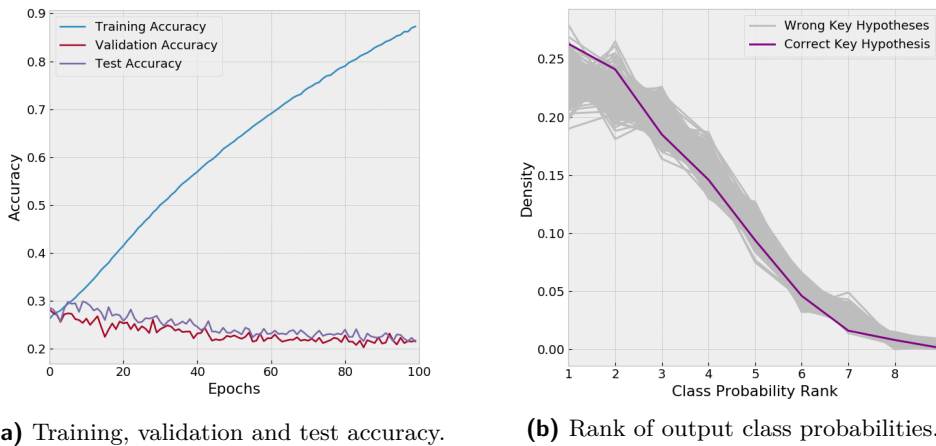 Training Accuracy
Validation Accuracy
Test Accuracy
Accuracy
0.9
0.8
0.7
0.6
0.5
0.4
0.3
0.2
0 20 40 60 80 100
Epochs
a) Training, validation and test accuracy.
Wrong Key Hypotheses
Correct Key Hypothesis
Density
0.25
0.20
0.15
0.10
0.05
0.00
1 2 3 4 5 6 7 8
Class Probability Rank
(b) Rank of output class probabilities.